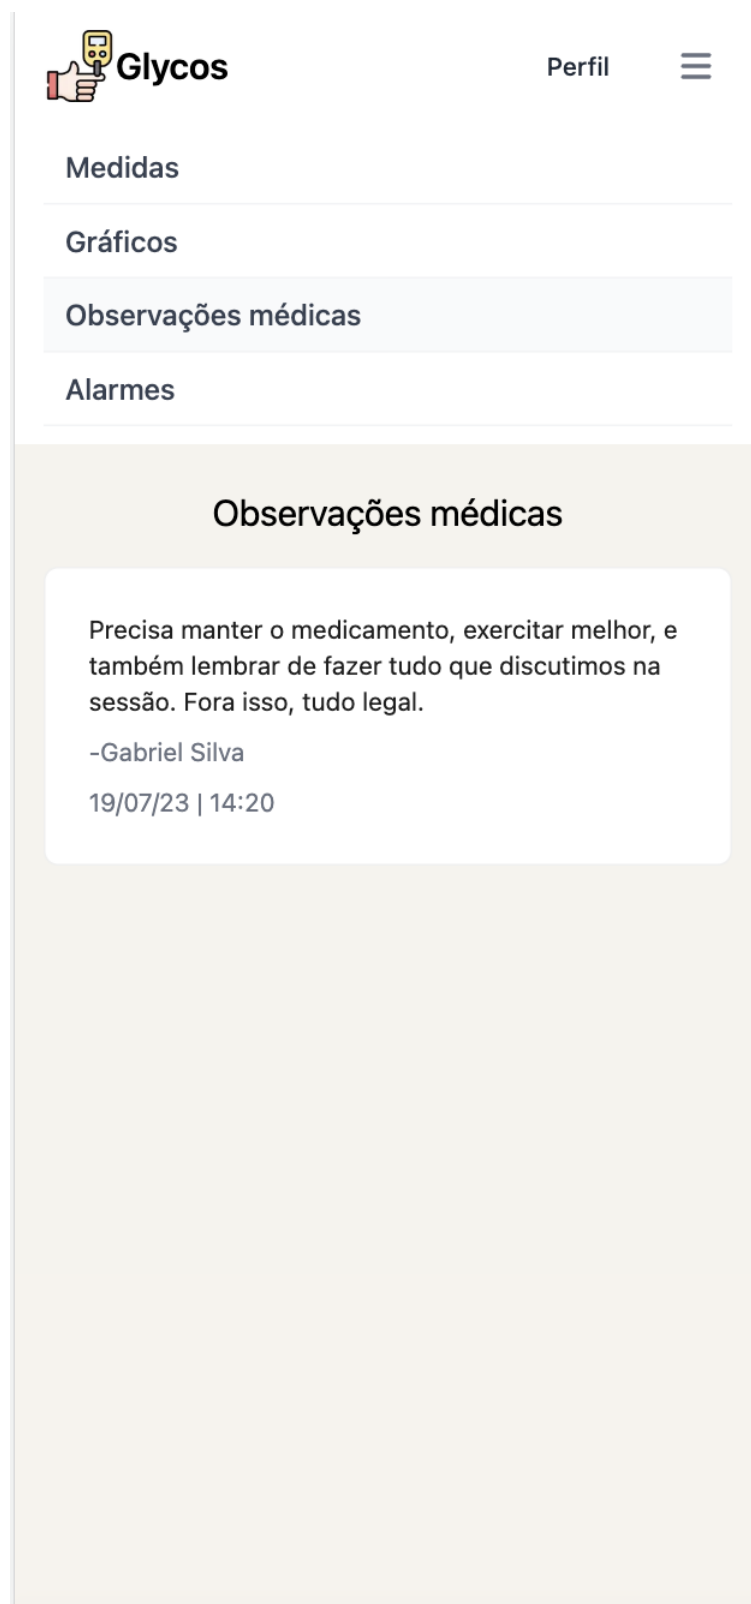 Glycos
Perfil
Medidas
Gráficos
Observações médicas
Alarmes
Observações médicas
Precisa manter o medicamento, exercitar melhor, e
também lembrar de fazer tudo que discutimos na
sessão. Fora isso, tudo legal.
-Gabriel Silva
19/07/23 | 14:20